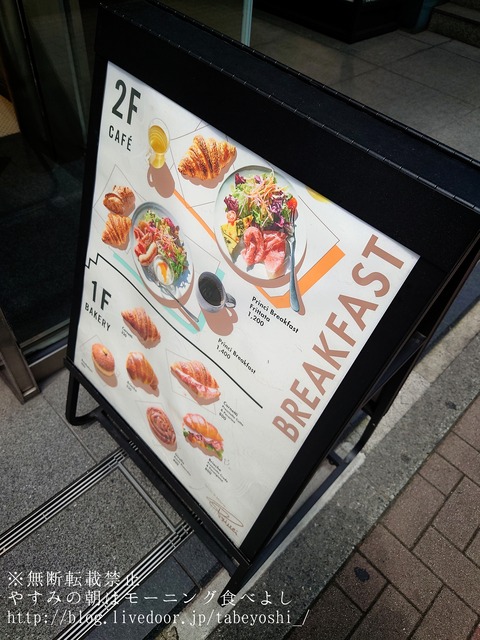 2F
CAFÉ
BREAKFAST
Princi Breakfast
Frittata
1,200
Princi Breakfast
1,400
1F
BAKERY
※無断転載禁止
やすみの朝はモーニング食べよし
http://blog.livedoor.jp/tabeyoshi_/